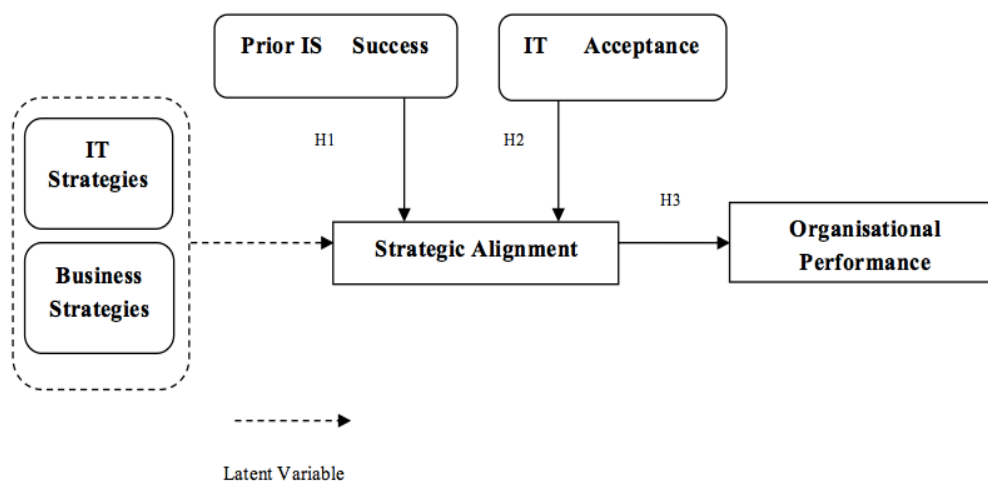 Prior IS Success
IT Acceptance
IT
Strategies
H1
H2
H3
Business
Strategies
Strategic Alignment
Organisational
Performance
Latent Variable